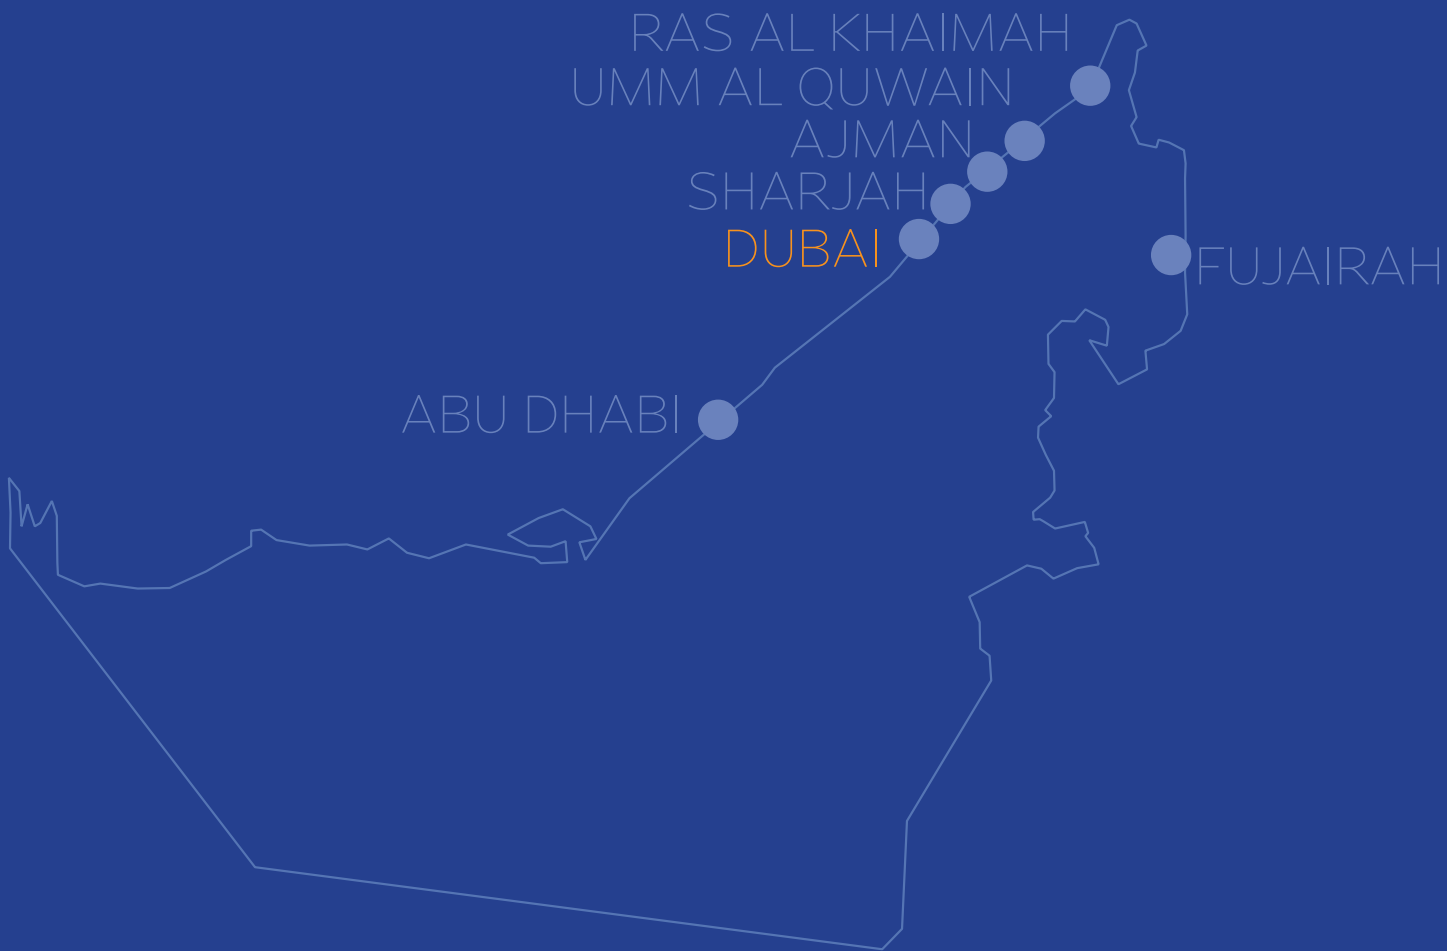 RAS AL KHAIMAH
UMM AL QUWAIN
AJMAN
SHARJAH
DUBAI
FUJAIRAH
ABU DHABI